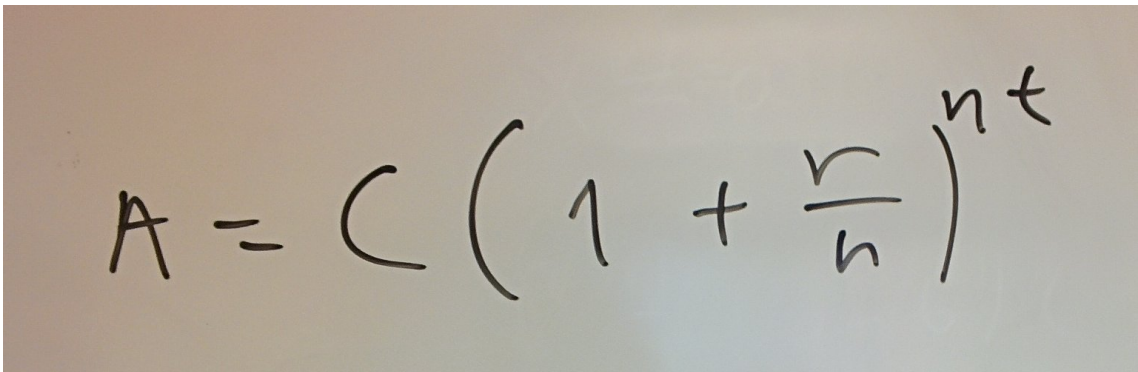 A = C ( 1 + r/n )^nt